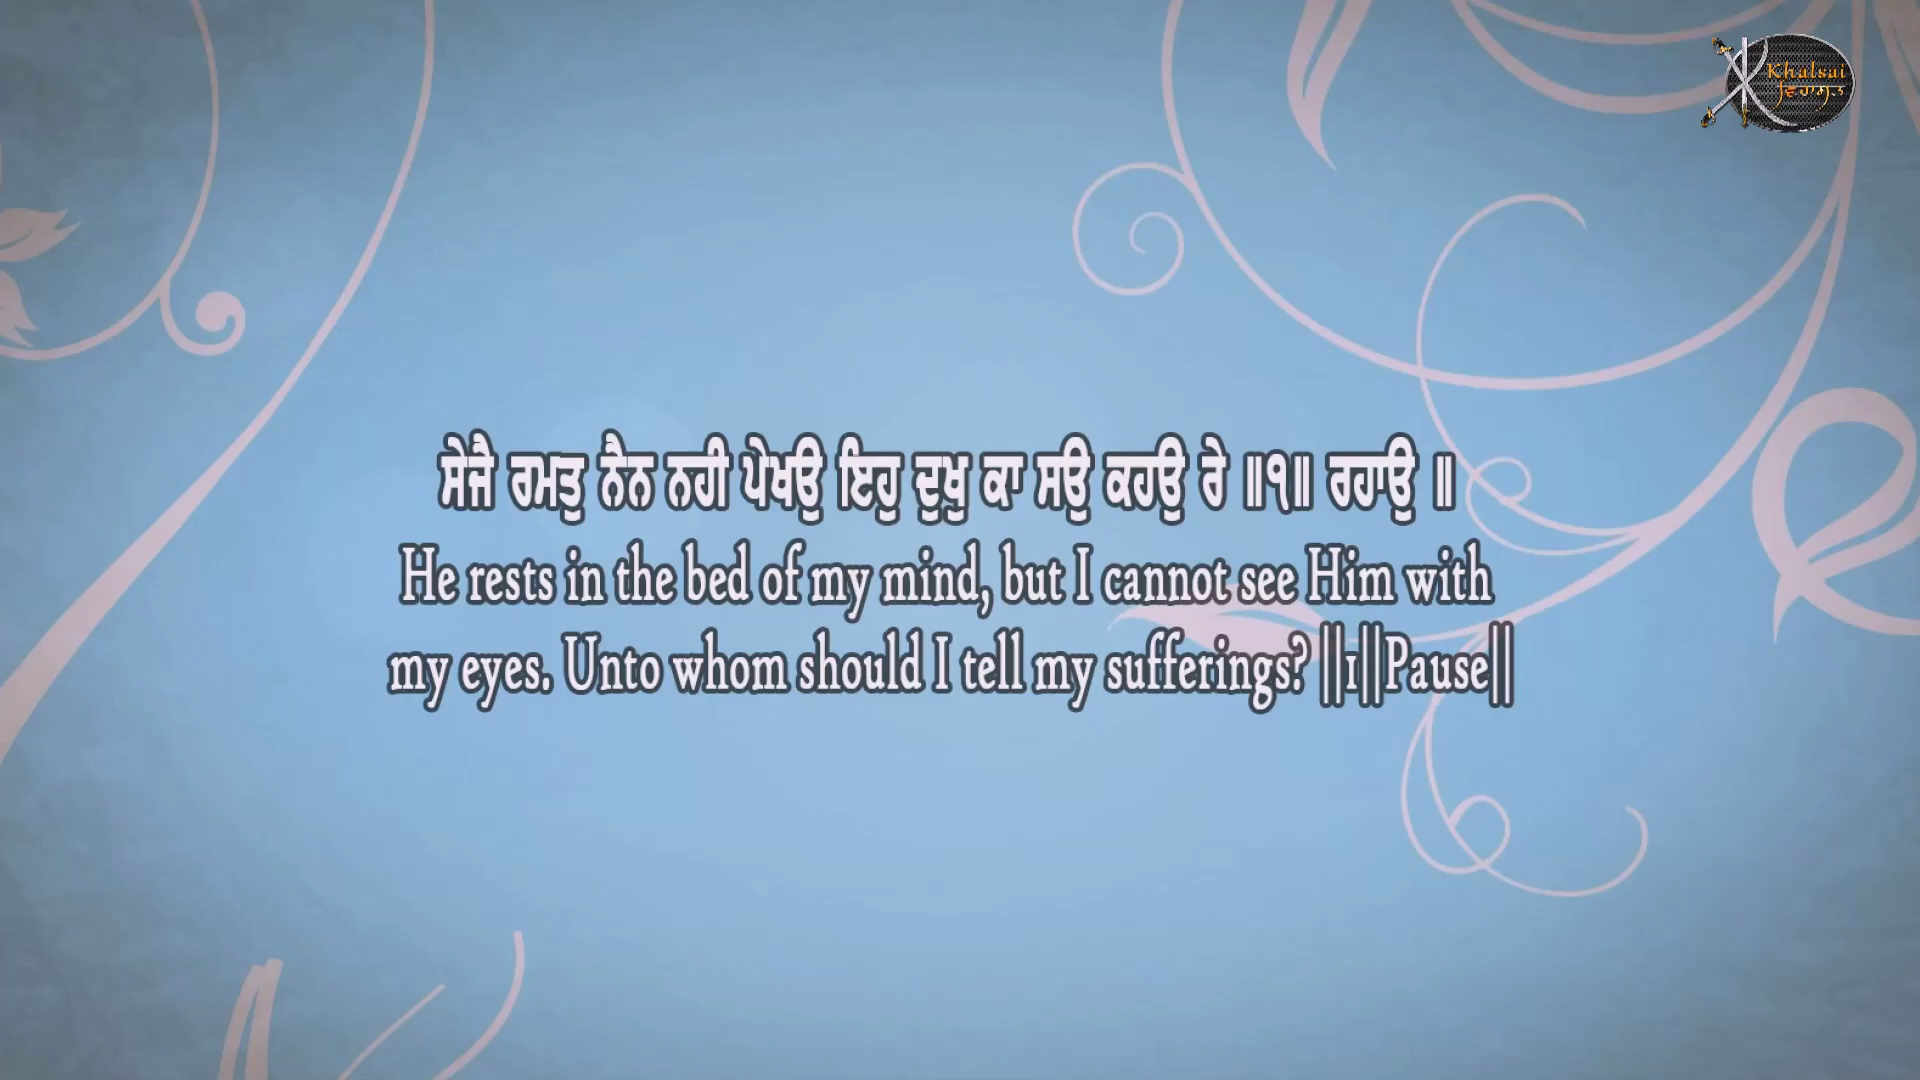 Khalsai
ਵਿਰਾਸਤ
ਸੇਜੈ ਰਮਤੁ ਨੈਨ ਨਹੀ ਪੇਖਉ ਇਹੁ ਦੁਖੁ ਕਾ ਸਉ ਕਹਉ ਰੇ ॥੧॥ ਰਹਾਉ ॥
He rests in the bed of my mind, but I cannot see Him with
my eyes. Unto whom should I tell my sufferings? ||1||Pause||